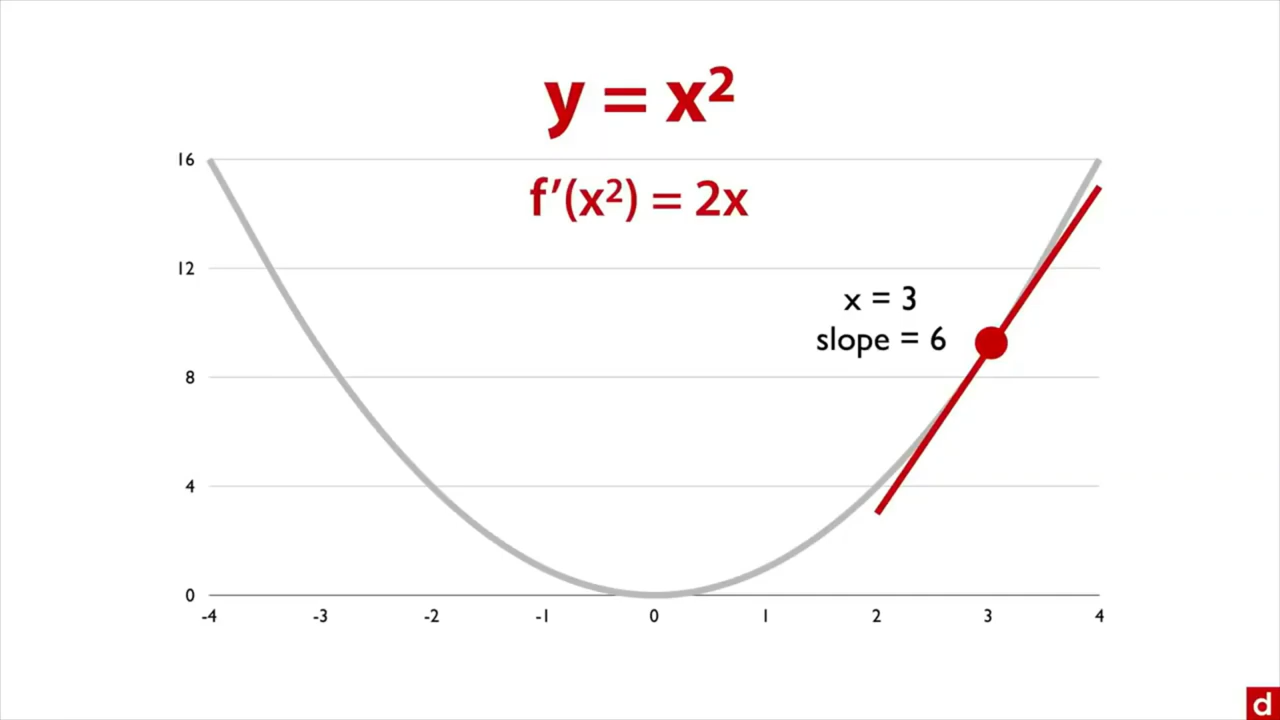 y = x²
f′(x²) = 2x
16
12
x = 3
slope = 6
8
4
0
-4 -3 -2 -1 0 1 2 3 4
d